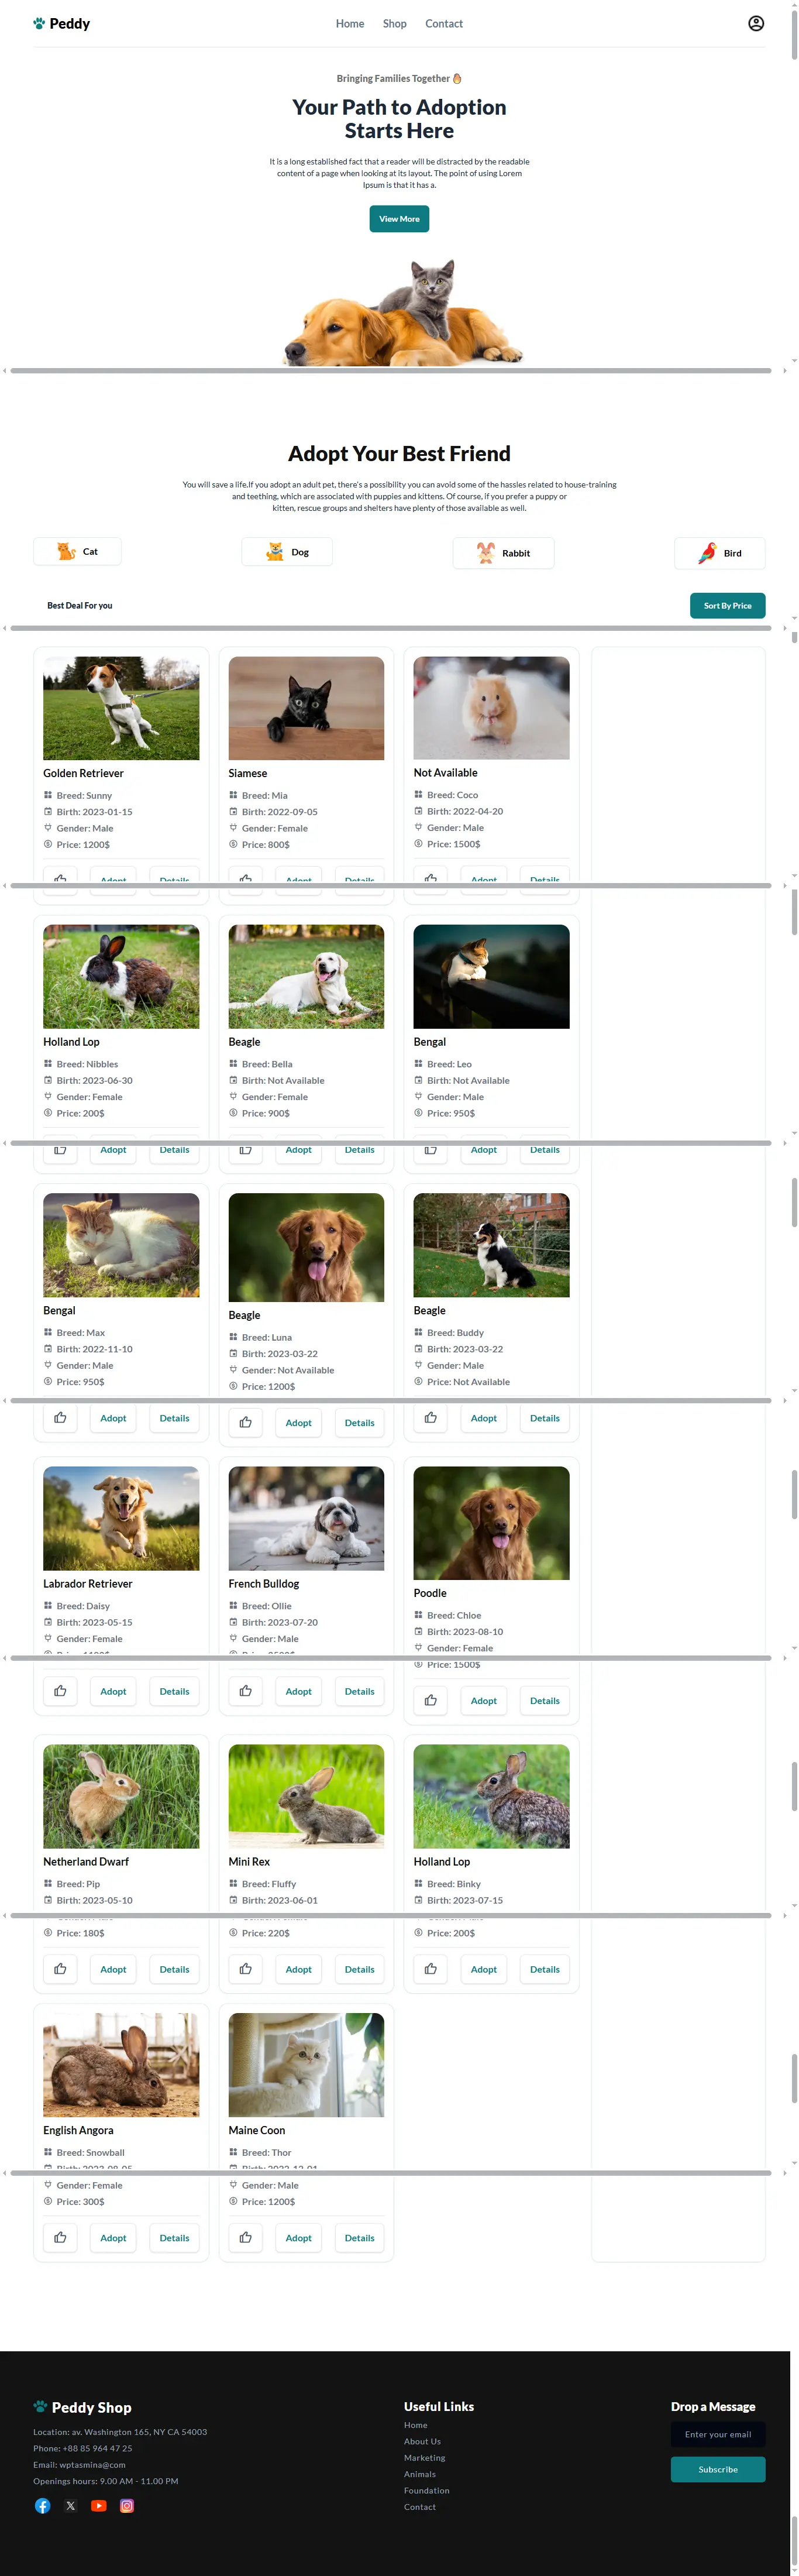 Peddy
Home Shop Contact
Bringing Families Together
Your Path to Adoption
Starts Here
It is a long established fact that a reader will be distracted by the readable
content of a page when looking at its layout. The point of using Lorem
Ipsum is that it has a.
View More
Adopt Your Best Friend
You will save a life.If you adopt an adult pet, there's a possibility you can avoid some of the hassles related to house-training
and teething, which are associated with puppies and kittens. Of course, if you prefer a puppy or
kitten, rescue groups and shelters have plenty of those available as well.
Cat Dog Rabbit Bird
Best Deal For you
Sort By Price
Golden Retriever
Breed: Sunny
Birth: 2023-01-15
Gender: Male
Price: 1200$
Adopt Details
Siamese
Breed: Mia
Birth: 2022-09-05
Gender: Female
Price: 800$
Adopt Details
Not Available
Breed: Coco
Birth: 2022-04-20
Gender: Male
Price: 1500$
Adopt Details
Holland Lop
Breed: Nibbles
Birth: 2023-06-30
Gender: Female
Price: 200$
Adopt Details
Beagle
Breed: Bella
Birth: Not Available
Gender: Female
Price: 900$
Adopt Details
Bengal
Breed: Leo
Birth: Not Available
Gender: Male
Price: 950$
Adopt Details
Bengal
Breed: Max
Birth: 2022-11-10
Gender: Male
Price: 950$
Adopt Details
Beagle
Breed: Luna
Birth: 2023-03-22
Gender: Not Available
Price: 1200$
Adopt Details
Beagle
Breed: Buddy
Birth: 2023-03-22
Gender: Male
Price: Not Available
Adopt Details
Labrador Retriever
Breed: Daisy
Birth: 2023-05-15
Gender: Female
Adopt Details
French Bulldog
Breed: Ollie
Birth: 2023-07-20
Gender: Male
Adopt Details
Poodle
Breed: Chloe
Birth: 2023-08-10
Gender: Female
Price: 1500$
Adopt Details
Netherland Dwarf
Breed: Pip
Birth: 2023-05-10
Price: 180$
Adopt Details
Mini Rex
Breed: Fluffy
Birth: 2023-06-01
Price: 220$
Adopt Details
Holland Lop
Breed: Binky
Birth: 2023-07-15
Price: 200$
Adopt Details
English Angora
Breed: Snowball
Gender: Female
Price: 300$
Adopt Details
Maine Coon
Breed: Thor
Gender: Male
Price: 1200$
Adopt Details
Peddy Shop
Location: av. Washington 165, NY CA 54003
Phone: +88 85 964 47 25
Email: wptasmina@com
Openings hours: 9.00 AM - 11.00 PM
Useful Links
Home
About Us
Marketing
Animals
Foundation
Contact
Drop a Message
Enter your email
Subscribe